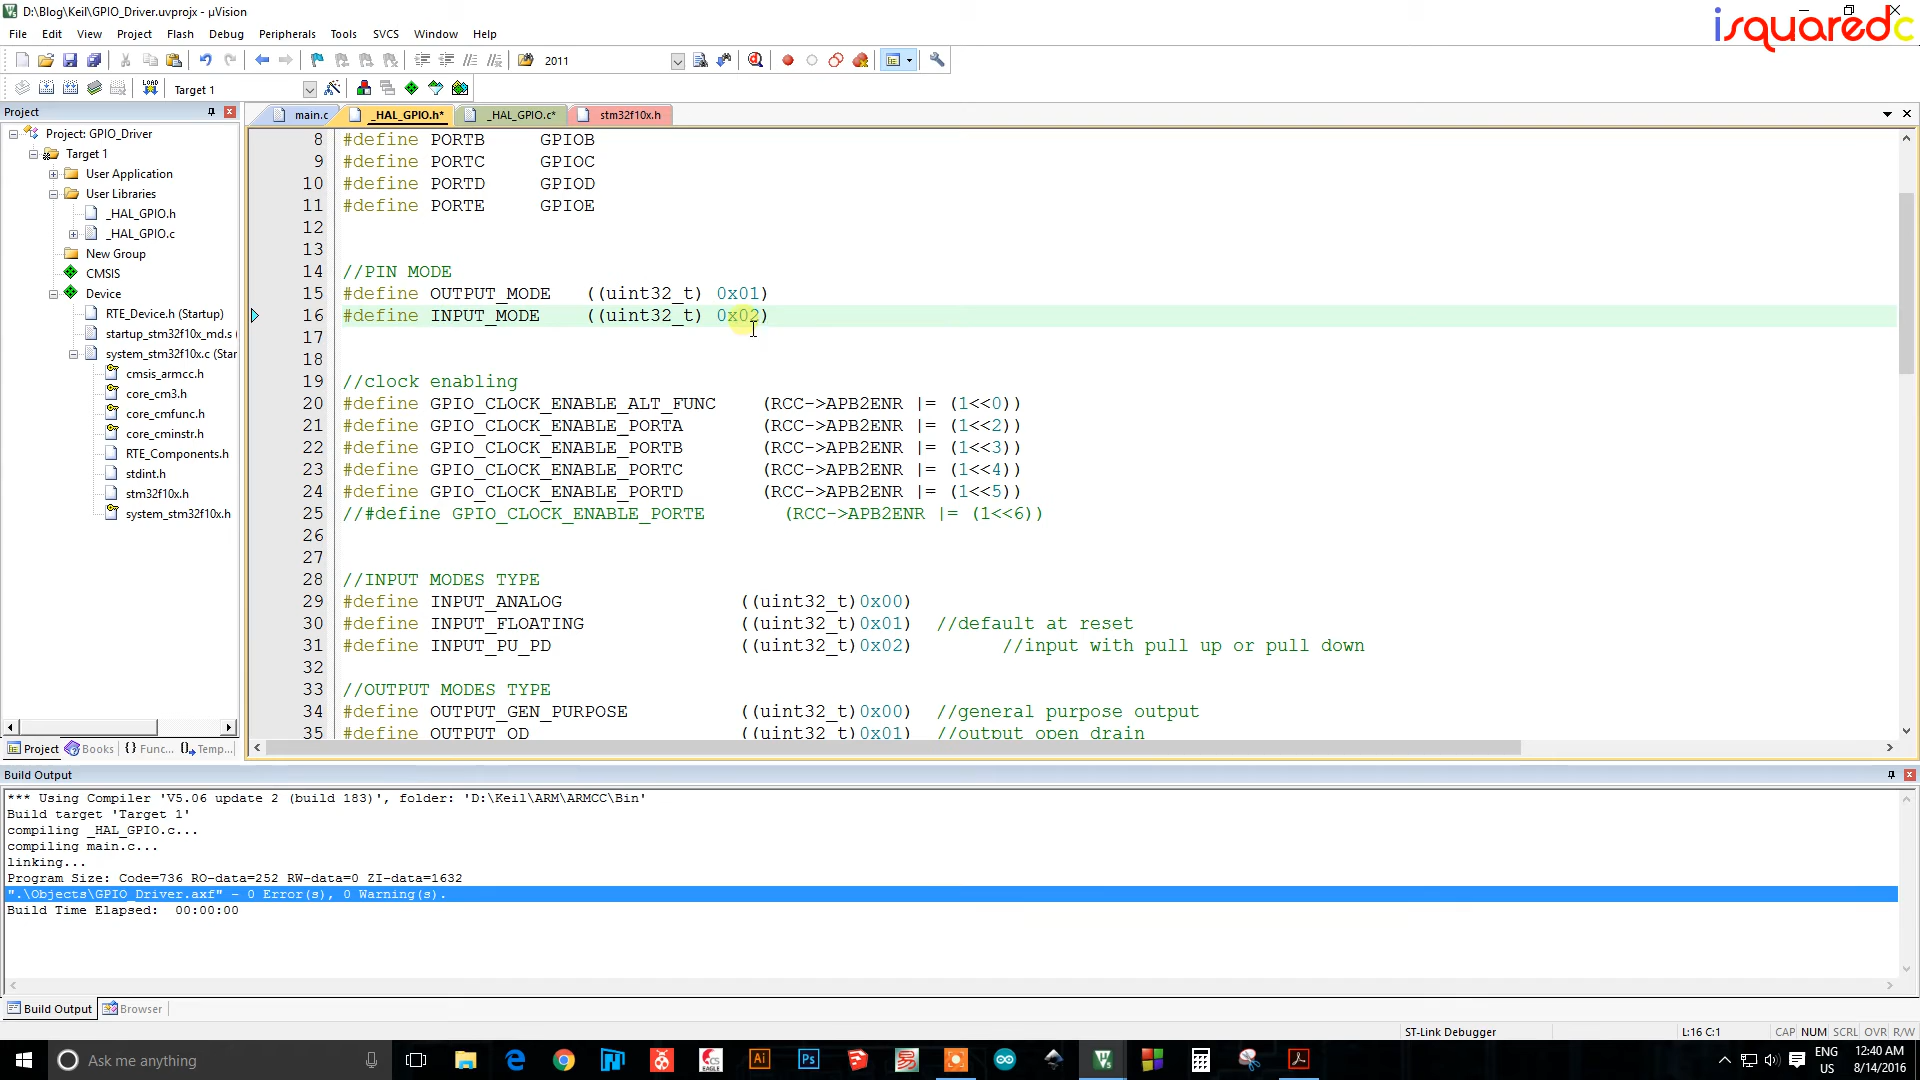 D:\Blog\Keil\GPIO_Driver.uvprojx - µVision
isquaredc
File Edit View Project Flash Debug Peripherals Tools SVCS Window Help
2011
LOAD Target 1
Project
main.c _HAL_GPIO.h* _HAL_GPIO.c* stm32f10x.h
Project: GPIO_Driver
Target 1
User Application
User Libraries
_HAL_GPIO.h
_HAL_GPIO.c
New Group
CMSIS
Device
RTE_Device.h (Startup)
startup_stm32f10x_md.s (
system_stm32f10x.c (Star
cmsis_armcc.h
core_cm3.h
core_cmfunc.h
core_cminstr.h
RTE_Components.h
stdint.h
stm32f10x.h
system_stm32f10x.h
Project Books {} Func... Temp...
8 #define PORTB GPIOB
9 #define PORTC GPIOC
10 #define PORTD GPIOD
11 #define PORTE GPIOE
12
13
14 //PIN MODE
15 #define OUTPUT_MODE ((uint32_t) 0x01)
16 #define INPUT_MODE ((uint32_t) 0x02)
17
18
19 //clock enabling
20 #define GPIO_CLOCK_ENABLE_ALT_FUNC (RCC->APB2ENR |= (1<<0))
21 #define GPIO_CLOCK_ENABLE_PORTA (RCC->APB2ENR |= (1<<2))
22 #define GPIO_CLOCK_ENABLE_PORTB (RCC->APB2ENR |= (1<<3))
23 #define GPIO_CLOCK_ENABLE_PORTC (RCC->APB2ENR |= (1<<4))
24 #define GPIO_CLOCK_ENABLE_PORTD (RCC->APB2ENR |= (1<<5))
25 //#define GPIO_CLOCK_ENABLE_PORTE (RCC->APB2ENR |= (1<<6))
26
27
28 //INPUT MODES TYPE
29 #define INPUT_ANALOG ((uint32_t)0x00)
30 #define INPUT_FLOATING ((uint32_t)0x01) //default at reset
31 #define INPUT_PU_PD ((uint32_t)0x02) //input with pull up or pull down
32
33 //OUTPUT MODES TYPE
34 #define OUTPUT_GEN_PURPOSE ((uint32_t)0x00) //general purpose output
35 #define OUTPUT_OD ((uint32_t)0x01) //output open drain
Build Output
*** Using Compiler 'V5.06 update 2 (build 183)', folder: 'D:\Keil\ARM\ARMCC\Bin'
Build target 'Target 1'
compiling _HAL_GPIO.c...
compiling main.c...
linking...
Program Size: Code=736 RO-data=252 RW-data=0 ZI-data=1632
".\Objects\GPIO_Driver.axf" - 0 Error(s), 0 Warning(s).
Build Time Elapsed: 00:00:00
Build Output Browser
ST-Link Debugger L:16 C:1 CAP NUM SCRL OVR R/W
Ask me anything
EAGLE Ai Ps
ENG US
12:40 AM
8/14/2016